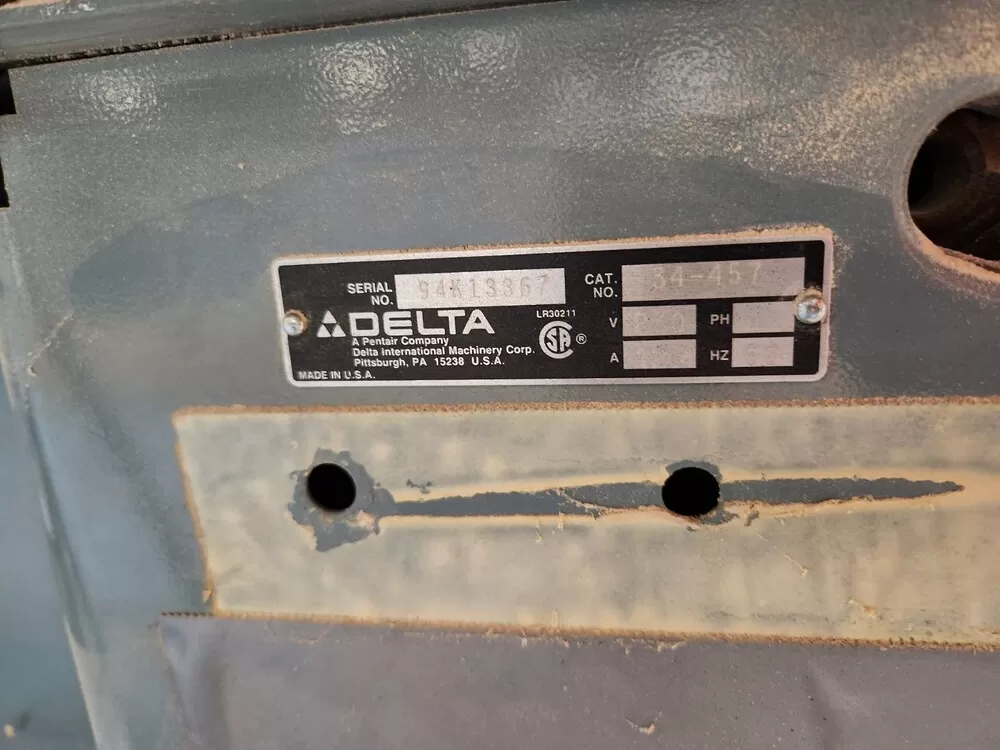 SERIAL NO. 94K13367
CAT. NO. 34-457
DELTA
LR30211
A Pentair Company
Delta International Machinery Corp.
Pittsburgh, PA 15238 U.S.A.
MADE IN U.S.A.
SA ®
V
PH
A
HZ